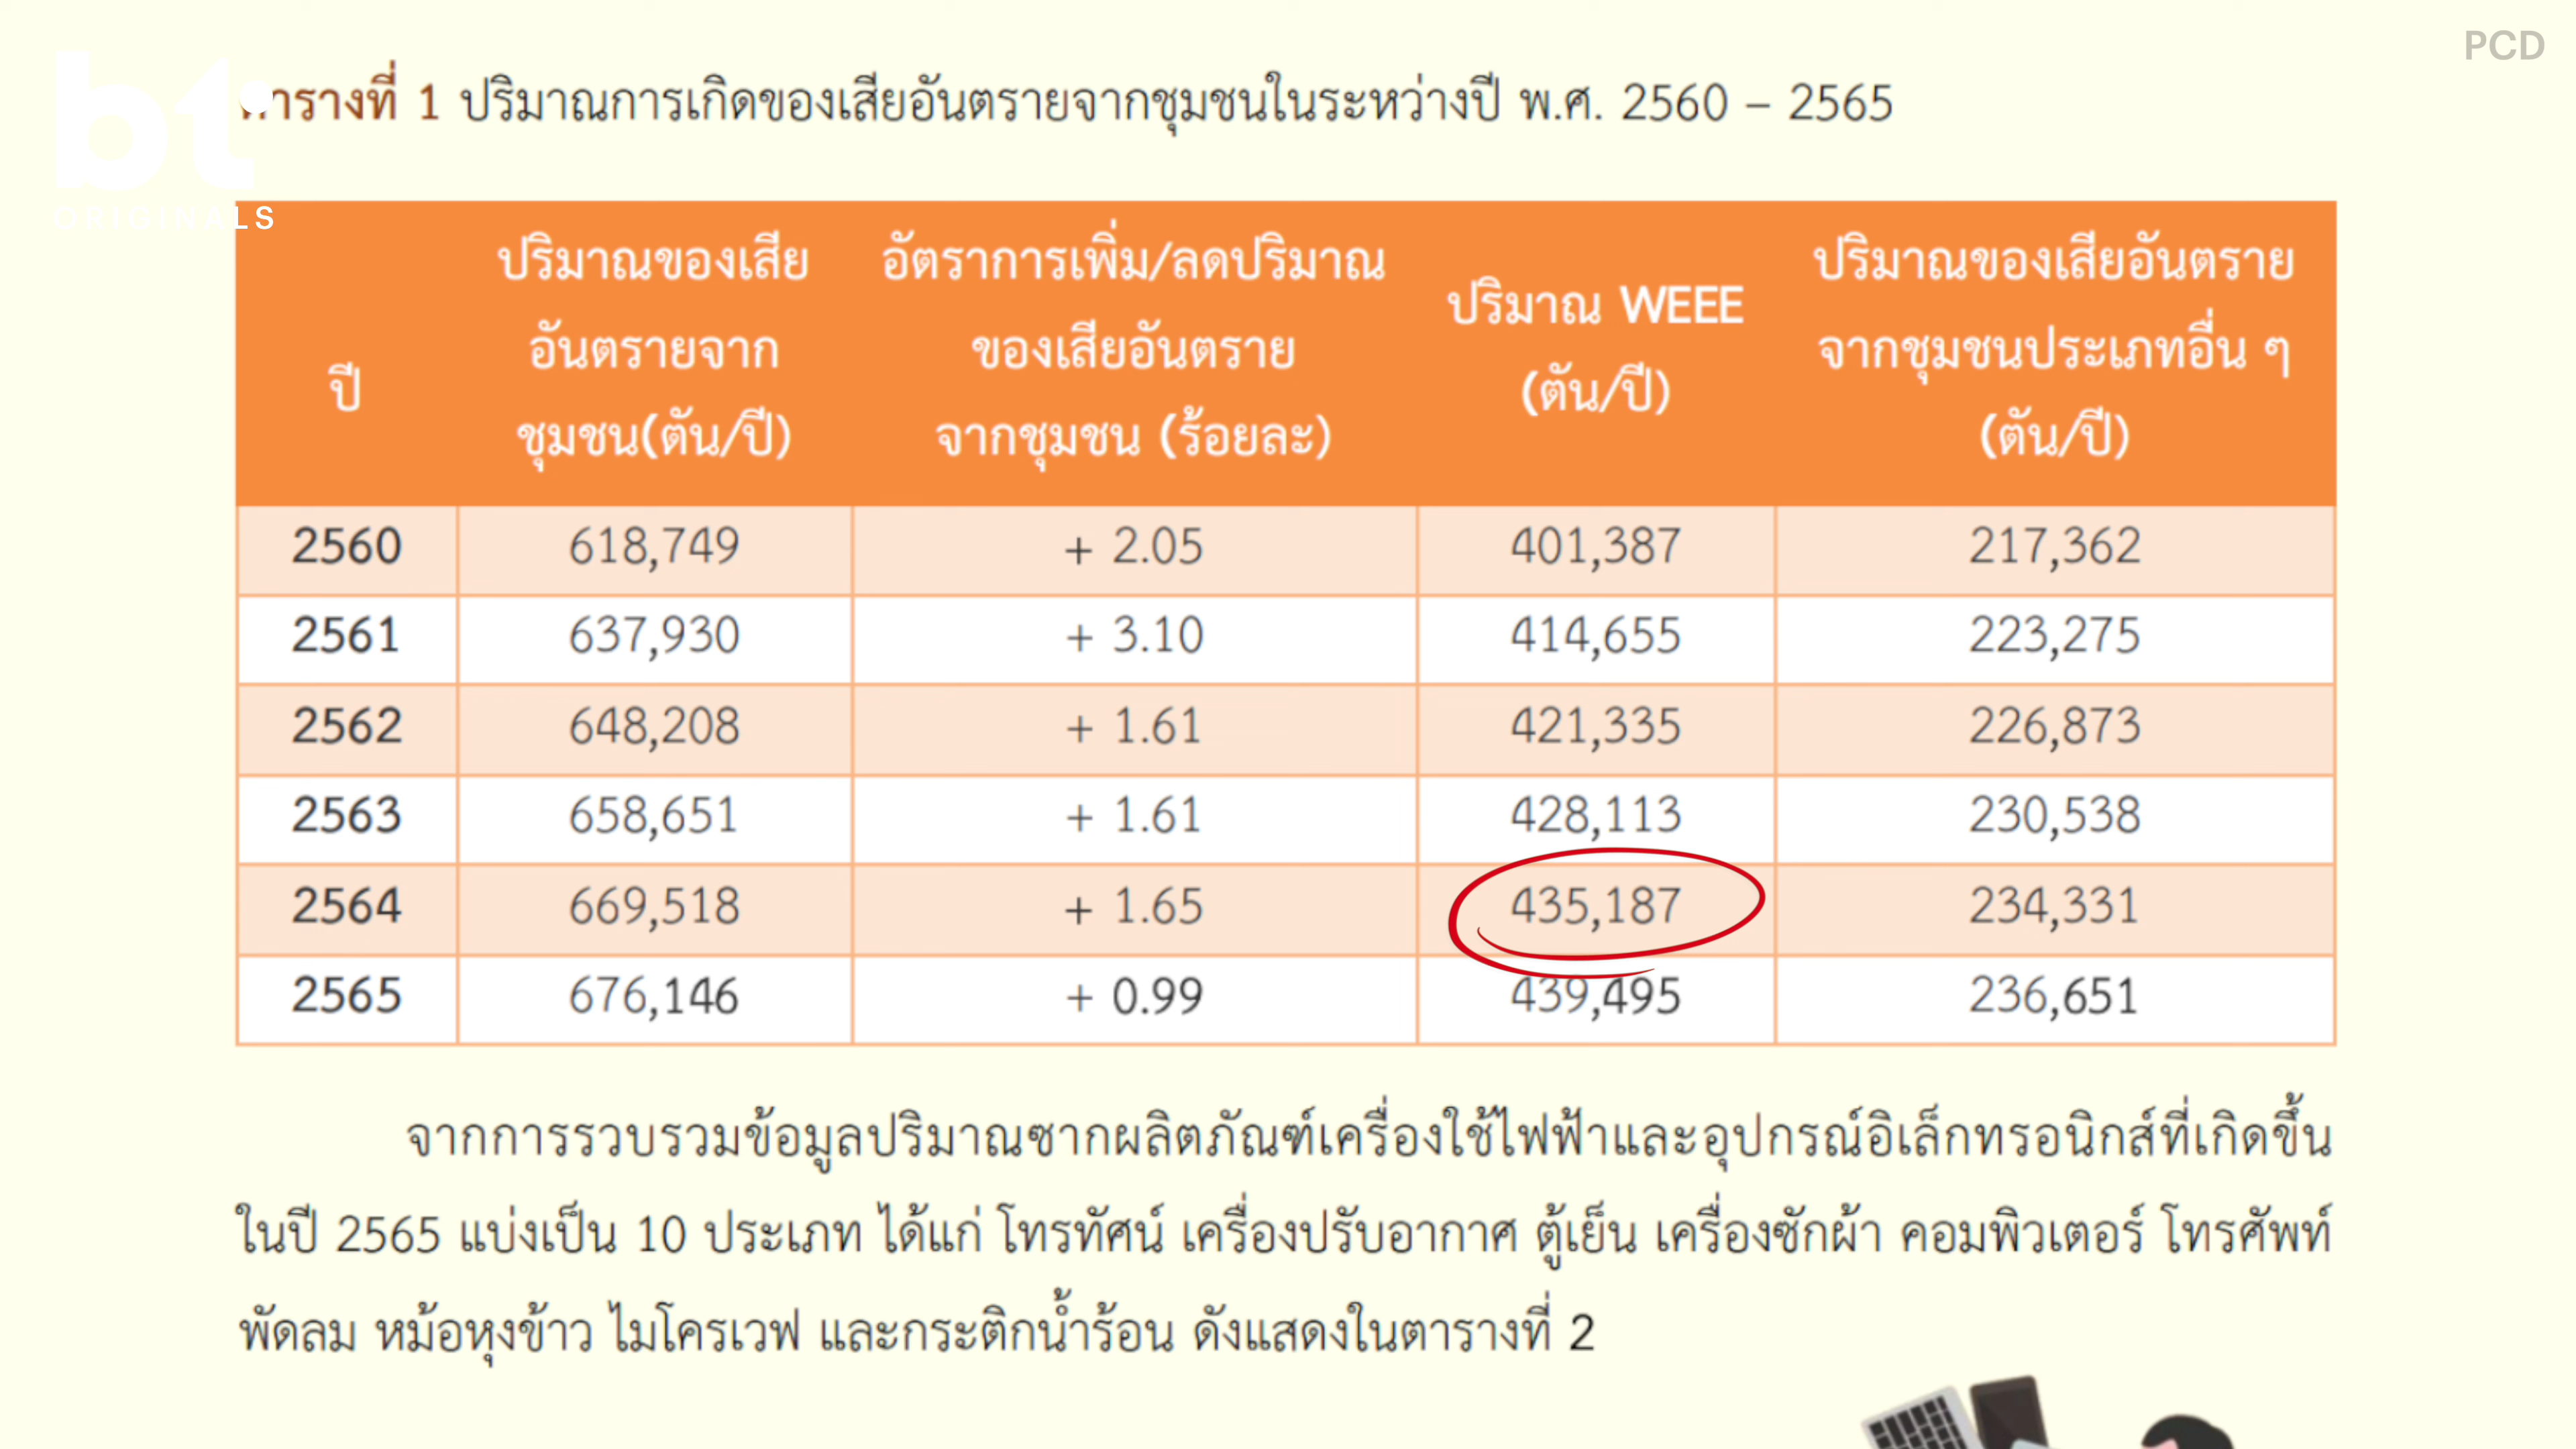 PCD
bt
ORIGINALS
ตารางที่ 1 ปริมาณการเกิดของเสียอันตรายจากชุมชนในระหว่างปี พ.ศ. 2560 – 2565
ปี
ปริมาณของเสีย
อันตรายจาก
ชุมชน(ตัน/ปี)
อัตราการเพิ่ม/ลดปริมาณ
ของเสียอันตราย
จากชุมชน (ร้อยละ)
ปริมาณ WEEE
(ตัน/ปี)
ปริมาณของเสียอันตราย
จากชุมชนประเภทอื่น ๆ
(ตัน/ปี)
2560 618,749 + 2.05 401,387 217,362
2561 637,930 + 3.10 414,655 223,275
2562 648,208 + 1.61 421,335 226,873
2563 658,651 + 1.61 428,113 230,538
2564 669,518 + 1.65 435,187 234,331
2565 676,146 + 0.99 439,495 236,651
จากการรวบรวมข้อมูลปริมาณซากผลิตภัณฑ์เครื่องใช้ไฟฟ้าและอุปกรณ์อิเล็กทรอนิกส์ที่เกิดขึ้น
ในปี 2565 แบ่งเป็น 10 ประเภท ได้แก่ โทรทัศน์ เครื่องปรับอากาศ ตู้เย็น เครื่องซักผ้า คอมพิวเตอร์ โทรศัพท์
พัดลม หม้อหุงข้าว ไมโครเวฟ และกระติกน้ำร้อน ดังแสดงในตารางที่ 2